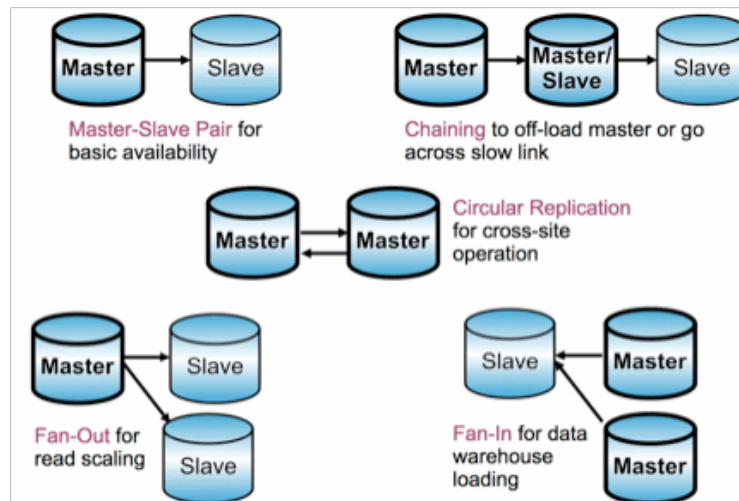 Master
Slave
Master-Slave Pair for
basic availability
Master
Master/
Slave
Slave
Chaining to off-load master or go
across slow link
Master
Master
Circular Replication
for cross-site
operation
Master
Slave
Slave
Fan-Out for
read scaling
Slave
Master
Master
Fan-In for data
warehouse
loading